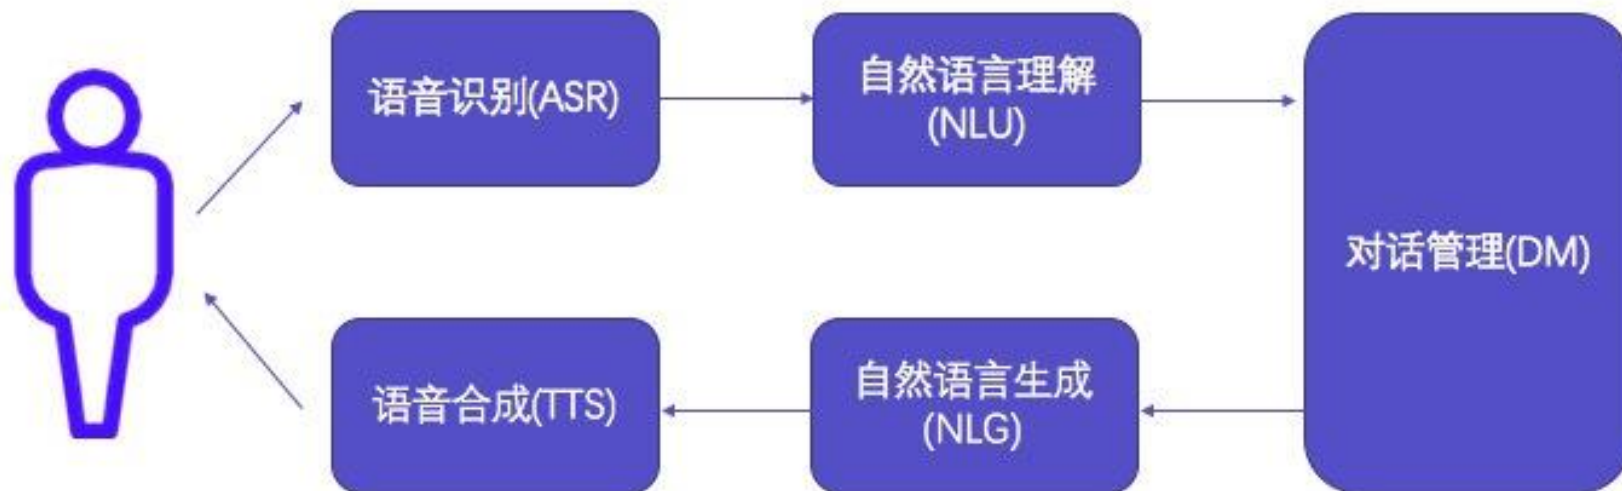 语音识别(ASR)
自然语言理解
(NLU)
对话管理(DM)
语音合成(TTS)
自然语言生成
(NLG)